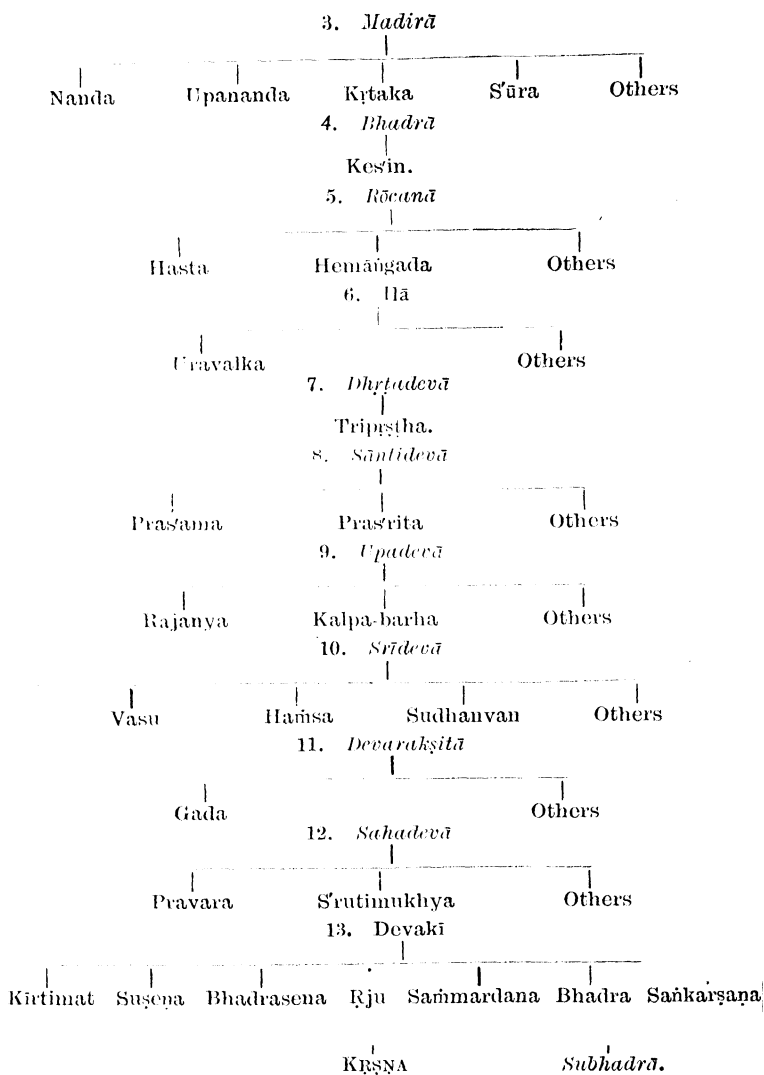 3. Madirā
Nanda Upananda Kṛtaka S'ūra Others
4. Bhadrā
Kes'in.
5. Rōcanā
Hasta Hemāṅgada Others
6. Ilā
Uravalka Others
7. Dhṛtadevā
Tripṛṣṭha.
8. Sāntidevā
Pras'ama Pras'rita Others
9. Upadevā
Rajanya Kalpa-barha Others
10. Srīdevā
Vasu Haṁsa Sudhanvan Others
11. Devarakṣitā
Gada Others
12. Sahadevā
Pravara S'rutimukhya Others
13. Devakī
Kīrtimat Suṣeṇa Bhadrasena Ṛju Saṁmardana Bhadra Saṅkarṣaṇa
KṚṢṆA Subhadrā.